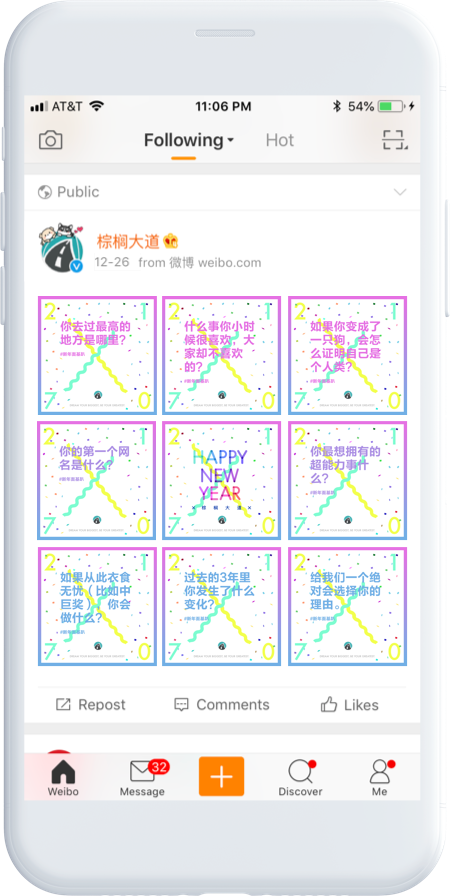 AT&T
11:06 PM
54%
Following
Hot
Public
棕榈大道
12-26 from 微博 weibo.com
2 1
你去过最高的
地方是哪里?
7 0
2 1
什么事你小时
候很喜欢，大
家却不喜欢
的?
7 0
2 1
如果你变成了
一只狗，会怎
么证明自己是
个人类?
7 0
2 1
你的第一个网
名是什么?
7 0
HAPPY
NEW
YEAR
× 棕 榈 大 道 ×
2 1
你最想拥有的
超能力事什
么?
7 0
2 1
如果从此衣食
无忧（比如中
巨奖），你会
做什么?
7 0
2 1
过去的3年里
你发生了什么
变化?
7 0
2 1
给我们一个绝
对会选择你的
理由。
7 0
Repost
Comments
Likes
32
Weibo
Message
Discover
Me